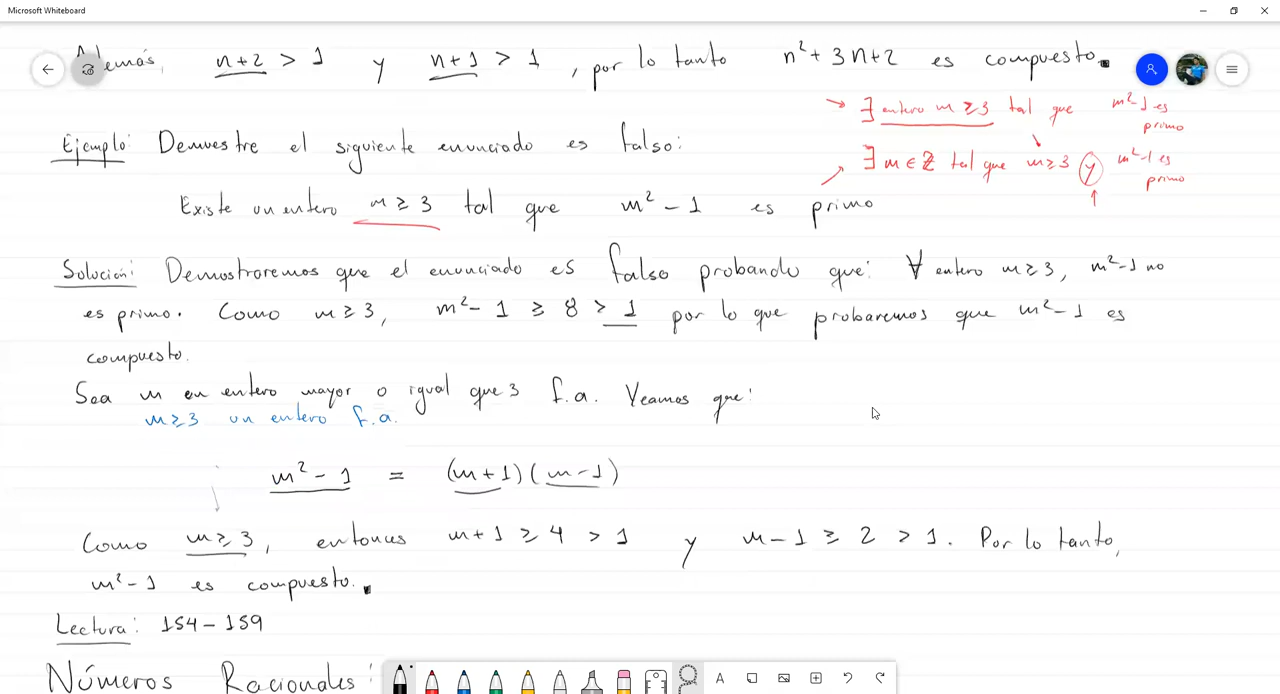 Microsoft Whiteboard
Además, n+2 > 1 y n+1 > 1, por lo tanto n²+3n+2 es compuesto.
→ ∃ entero m ≥ 3 tal que m²-1 es primo
Ejemplo: Demuestre el siguiente enunciado es falso:
→ ∃ m ∈ ℤ tal que m ≥ 3 y m²-1 es primo
Existe un entero m ≥ 3 tal que m² - 1 es primo
Solución: Demostraremos que el enunciado es falso probando que: ∀ entero m ≥ 3, m²-1 no
es primo. Como m ≥ 3, m² - 1 ≥ 8 > 1 por lo que probaremos que m²-1 es
compuesto.
Sea m en entero mayor o igual que 3 f.a. Veamos que:
m ≥ 3 un entero f.a.
m² - 1 = (m+1)(m-1)
Como m ≥ 3, entonces m+1 ≥ 4 > 1 y m-1 ≥ 2 > 1. Por lo tanto,
m²-1 es compuesto.
Lectura: 154-159
Números Racionales:
A